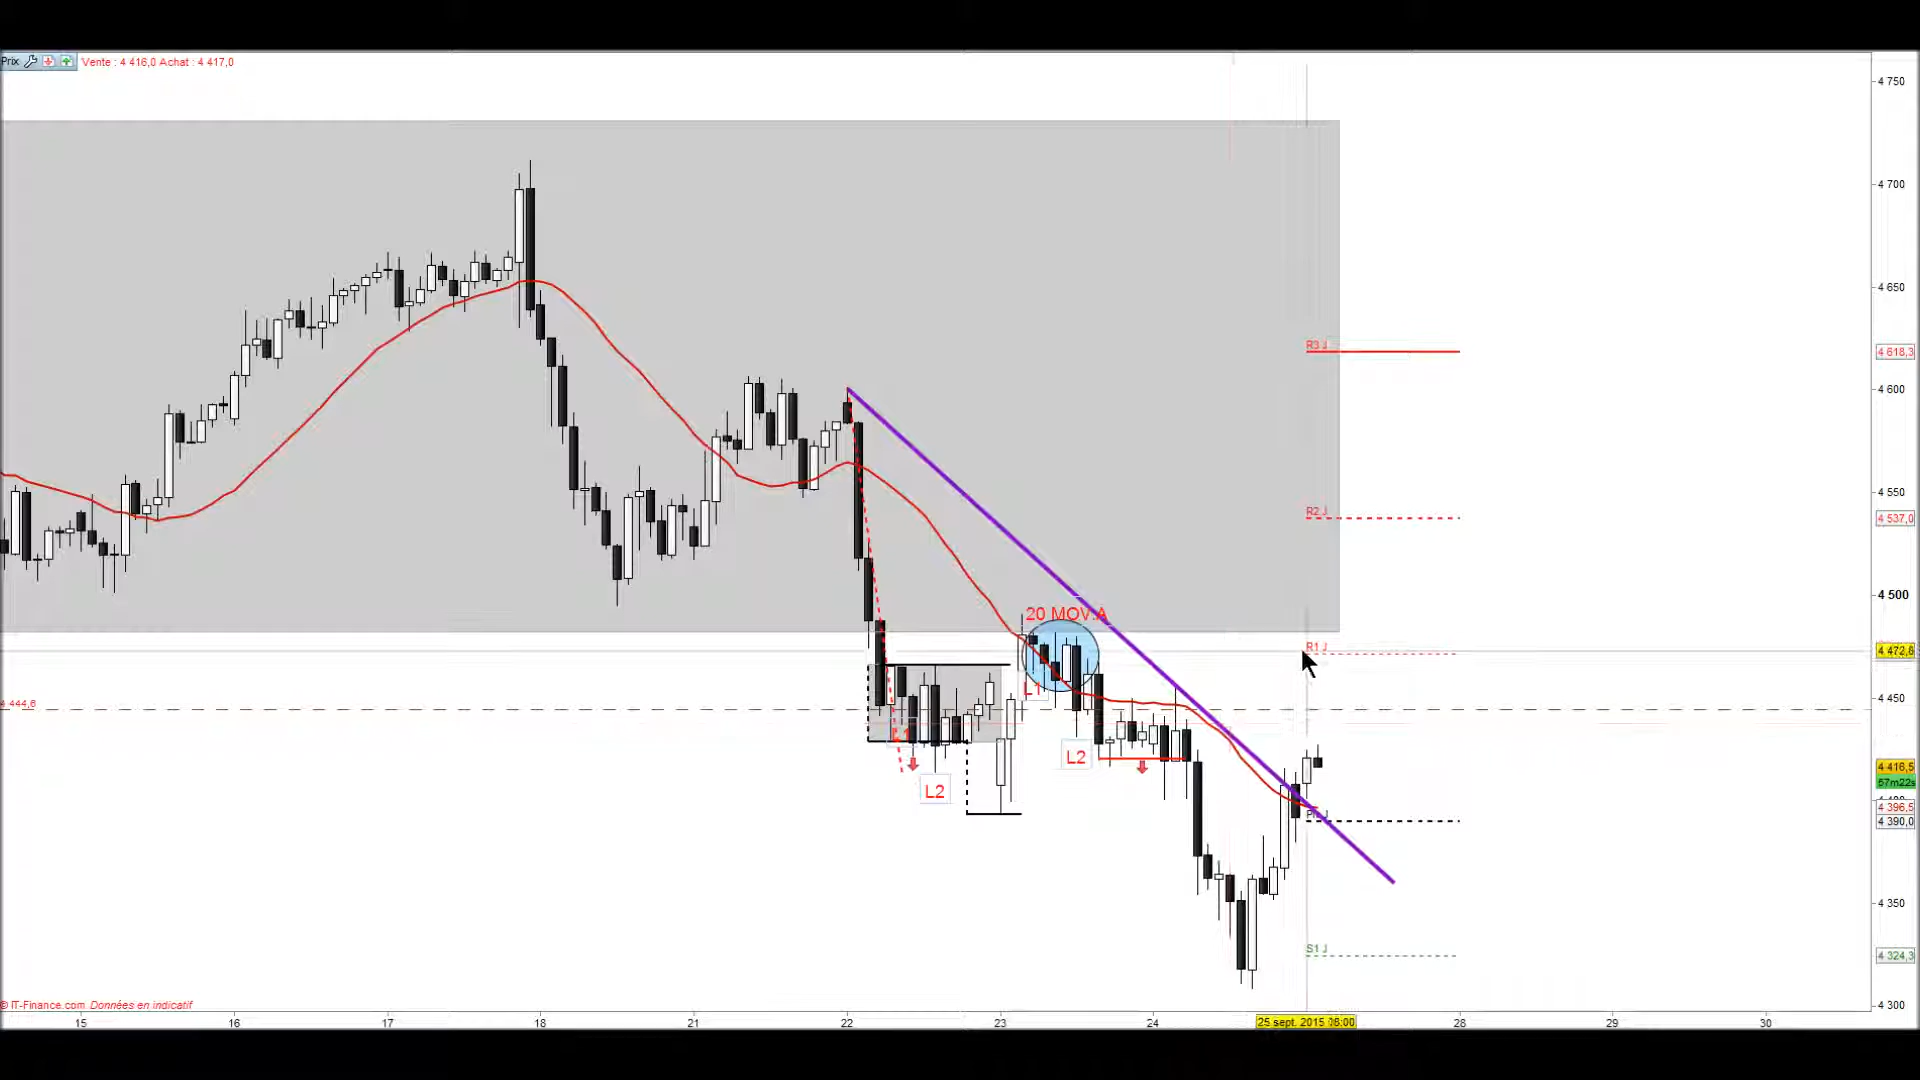 Prix Vente : 4 416,0 Achat : 4 417,0
4 750
4 700
4 650
R3 J
4 618,3
4 600
4 550
R2 J
4 537,0
4 500
20 MOV.A
R1 J
4 472,6
L1
4 444,6
4 450
L1
L2
L2
4 416,5
57m22s
4 396,5
4 390,0
4 350
S1 J
4 324,3
© IT-Finance.com Données en indicatif
4 300
15 16 17 18 21 22 23 24 25 sept. 2015 08:00 28 29 30